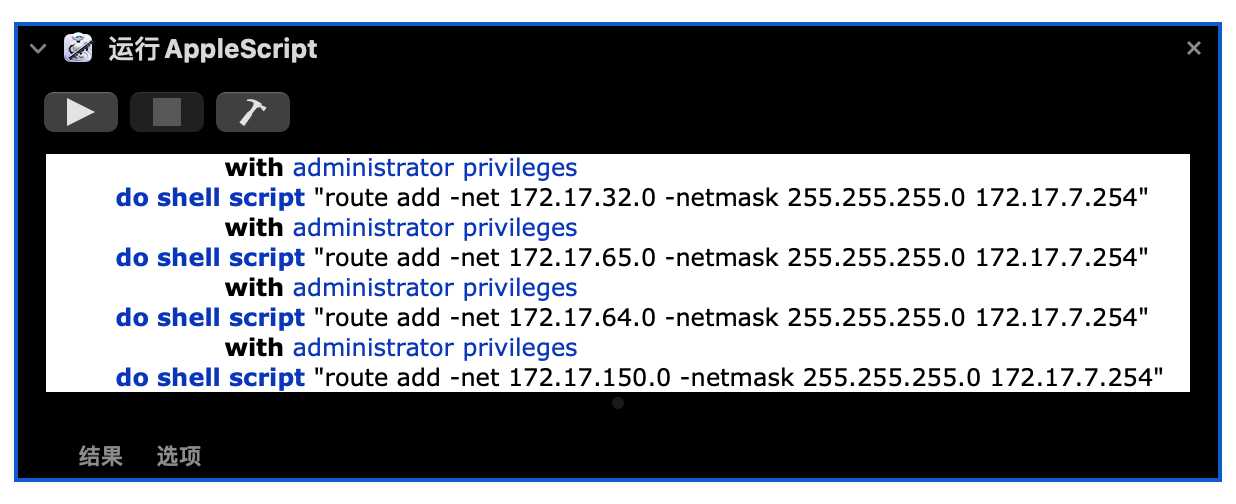 运行 AppleScript
with administrator privileges
do shell script "route add -net 172.17.32.0 -netmask 255.255.255.0 172.17.7.254"
with administrator privileges
do shell script "route add -net 172.17.65.0 -netmask 255.255.255.0 172.17.7.254"
with administrator privileges
do shell script "route add -net 172.17.64.0 -netmask 255.255.255.0 172.17.7.254"
with administrator privileges
do shell script "route add -net 172.17.150.0 -netmask 255.255.255.0 172.17.7.254"
结果 选项